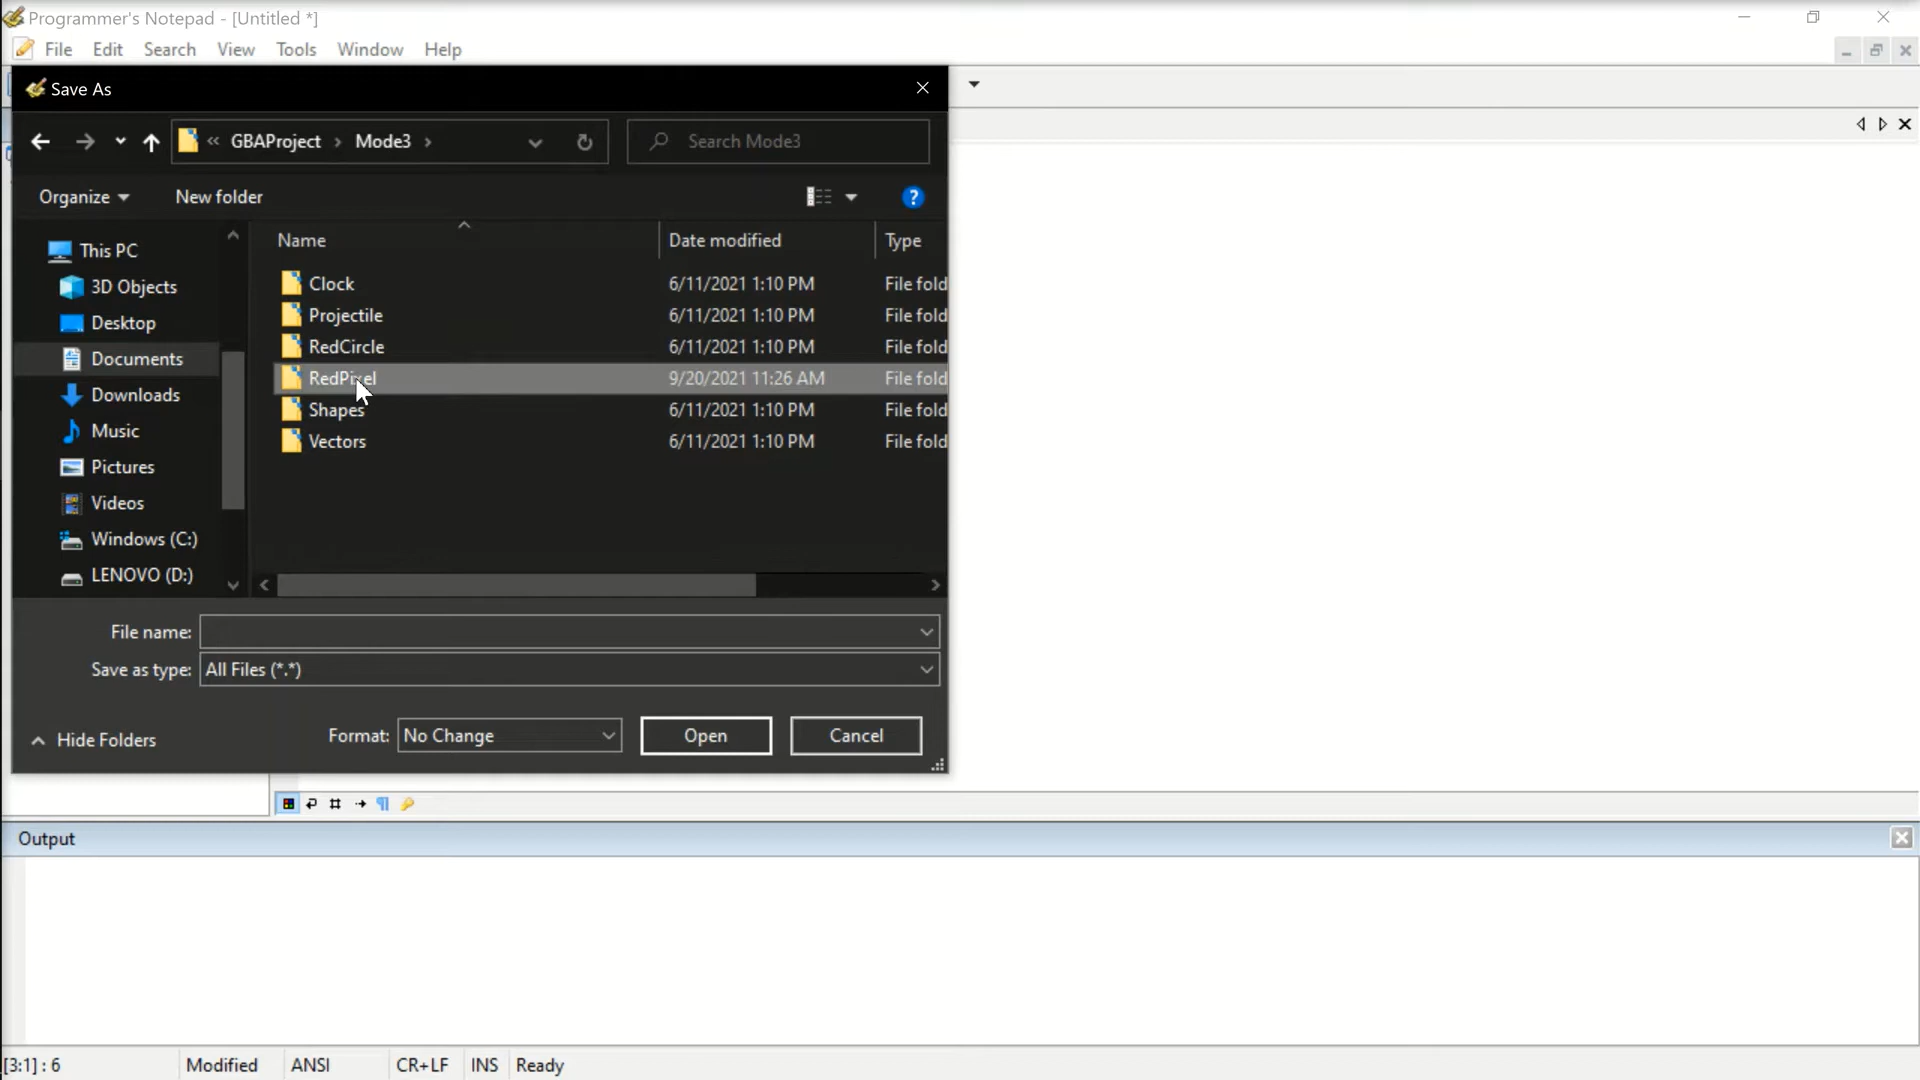 Programmer's Notepad - [Untitled *]
File Edit Search View Tools Window Help
Save As
« GBAProject › Mode3 ›
Search Mode3
Organize New folder
?
Name Date modified Type
This PC
3D Objects
Desktop
Documents
Downloads
Music
Pictures
Videos
Windows (C:)
LENOVO (D:)
Clock 6/11/2021 1:10 PM File fold
Projectile 6/11/2021 1:10 PM File fold
RedCircle 6/11/2021 1:10 PM File fold
RedPixel 9/20/2021 11:26 AM File fold
Shapes 6/11/2021 1:10 PM File fold
Vectors 6/11/2021 1:10 PM File fold
File name:
Save as type: All Files (*.*)
Hide Folders
Format: No Change Open Cancel
Output
[3:1] : 6 Modified ANSI CR+LF INS Ready